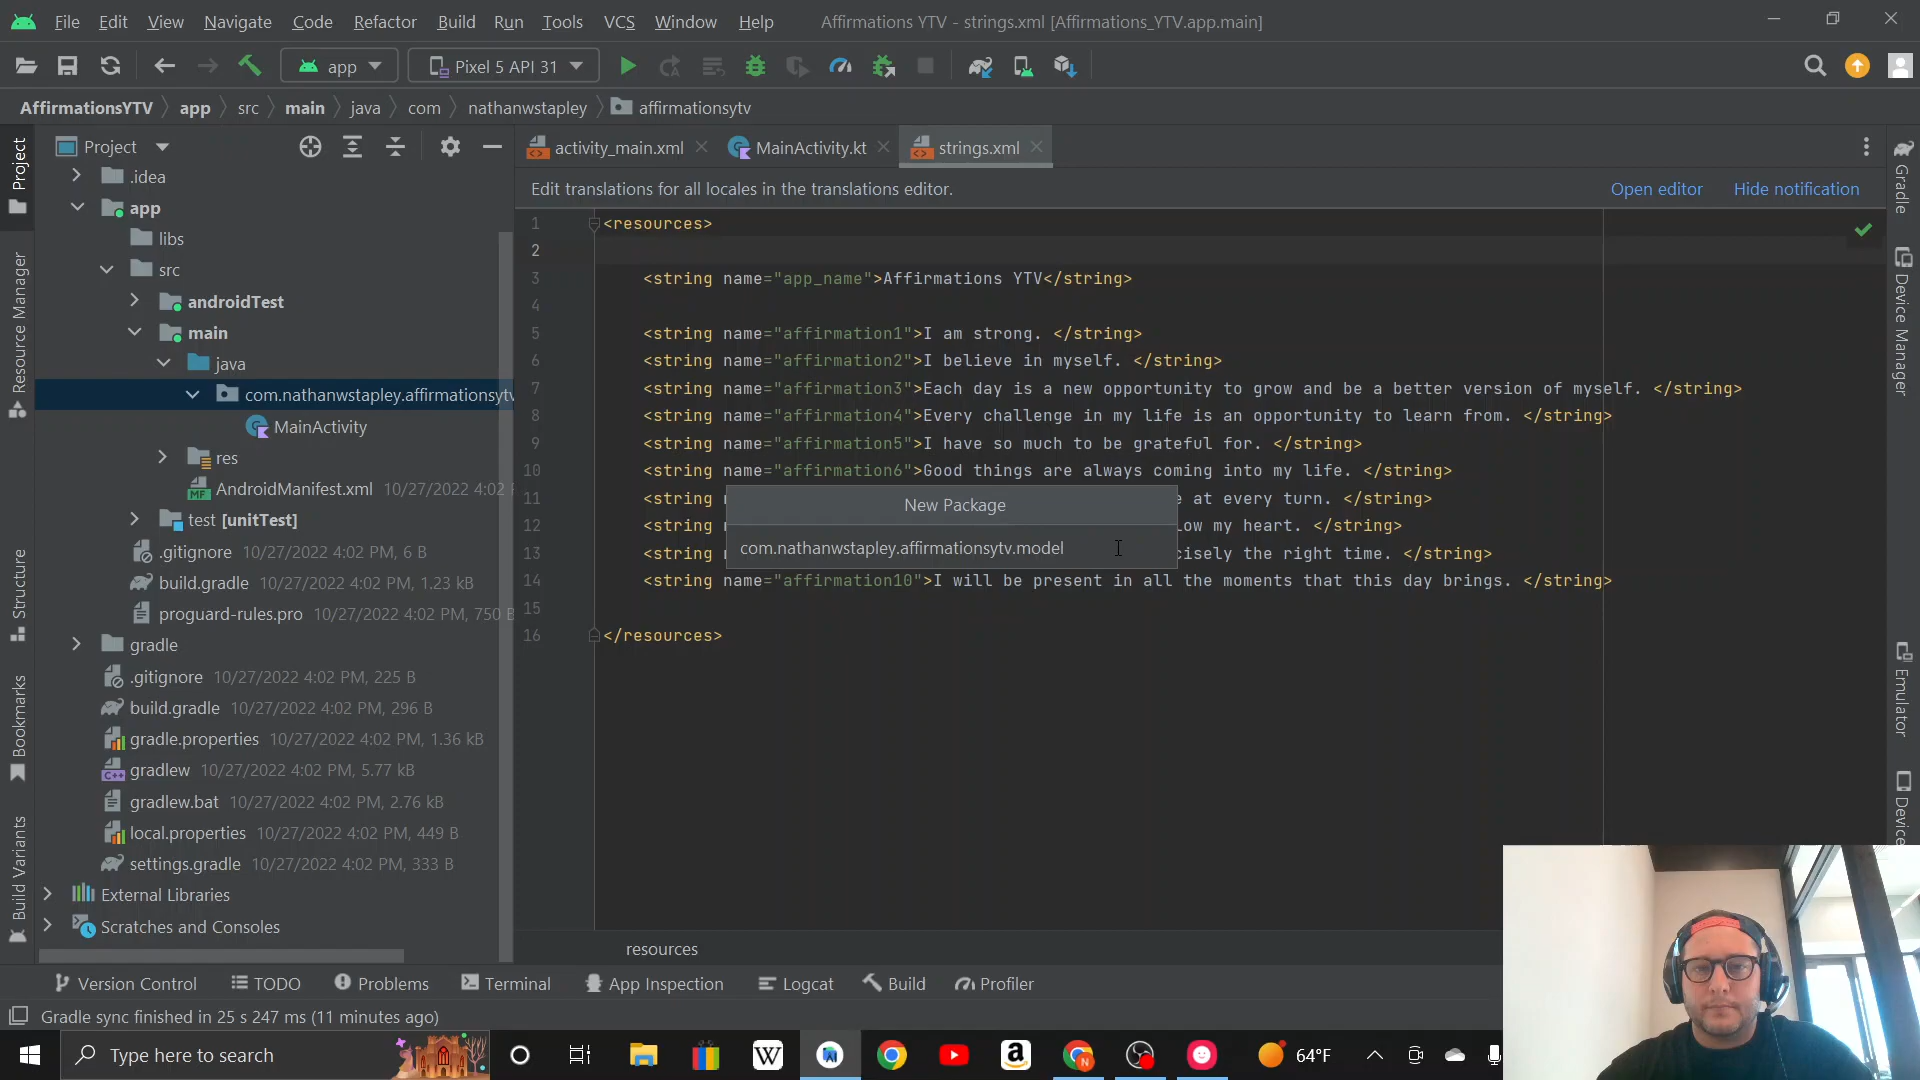 File Edit View Navigate Code Refactor Build Run Tools VCS Window Help Affirmations YTV - strings.xml [Affirmations_YTV.app.main]
app Pixel 5 API 31
AffirmationsYTV app src main java com nathanwstapley affirmationsytv
Project
activity_main.xml MainActivity.kt strings.xml
Edit translations for all locales in the translations editor. Open editor Hide notification
Project
Resource Manager
Structure
Bookmarks
Build Variants
.idea
app
libs
src
androidTest
main
java
com.nathanwstapley.affirmationsytv
MainActivity
res
AndroidManifest.xml 10/27/2022 4:02
test [unitTest]
.gitignore 10/27/2022 4:02 PM, 6 B
build.gradle 10/27/2022 4:02 PM, 1.23 kB
proguard-rules.pro 10/27/2022 4:02 PM, 750 B
gradle
.gitignore 10/27/2022 4:02 PM, 225 B
build.gradle 10/27/2022 4:02 PM, 296 B
gradle.properties 10/27/2022 4:02 PM, 1.36 kB
gradlew 10/27/2022 4:02 PM, 5.77 kB
gradlew.bat 10/27/2022 4:02 PM, 2.76 kB
local.properties 10/27/2022 4:02 PM, 449 B
settings.gradle 10/27/2022 4:02 PM, 333 B
External Libraries
Scratches and Consoles
1 <resources>
2
3 <string name="app_name">Affirmations YTV</string>
4
5 <string name="affirmation1">I am strong. </string>
6 <string name="affirmation2">I believe in myself. </string>
7 <string name="affirmation3">Each day is a new opportunity to grow and be a better version of myself. </string>
8 <string name="affirmation4">Every challenge in my life is an opportunity to learn from. </string>
9 <string name="affirmation5">I have so much to be grateful for. </string>
10 <string name="affirmation6">Good things are always coming into my life. </string>
11 <string at every turn. </string>
12 <string my heart. </string>
13 <string the right time. </string>
14 <string name="affirmation10">I will be present in all the moments that this day brings. </string>
15
16 </resources>
New Package
com.nathanwstapley.affirmationsytv.model
resources
Gradle
Device Manager
Emulator
Device
Version Control TODO Problems Terminal App Inspection Logcat Build Profiler
Gradle sync finished in 25 s 247 ms (11 minutes ago)
Type here to search 64°F